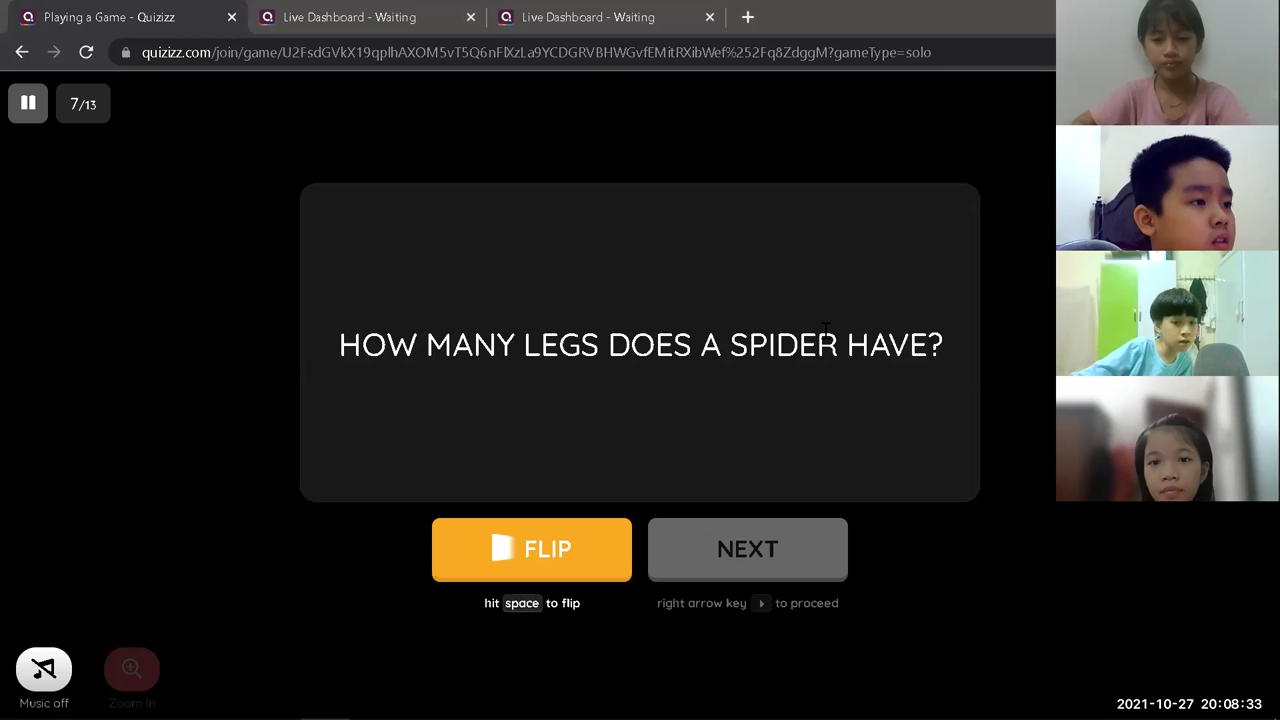 Playing a Game - Quizizz
Live Dashboard - Waiting
Live Dashboard - Waiting
quizizz.com/join/game/U2FsdGVkX19qplhAXOM5vT5Q6nFlXzLa9YCDGRVBHWGvfEMitRXibWef%252Fq8ZdggM?gameType=solo
7/13
HOW MANY LEGS DOES A SPIDER HAVE?
FLIP
NEXT
hit space to flip
right arrow key to proceed
Music off
Zoom In
2021-10-27 20:08:33